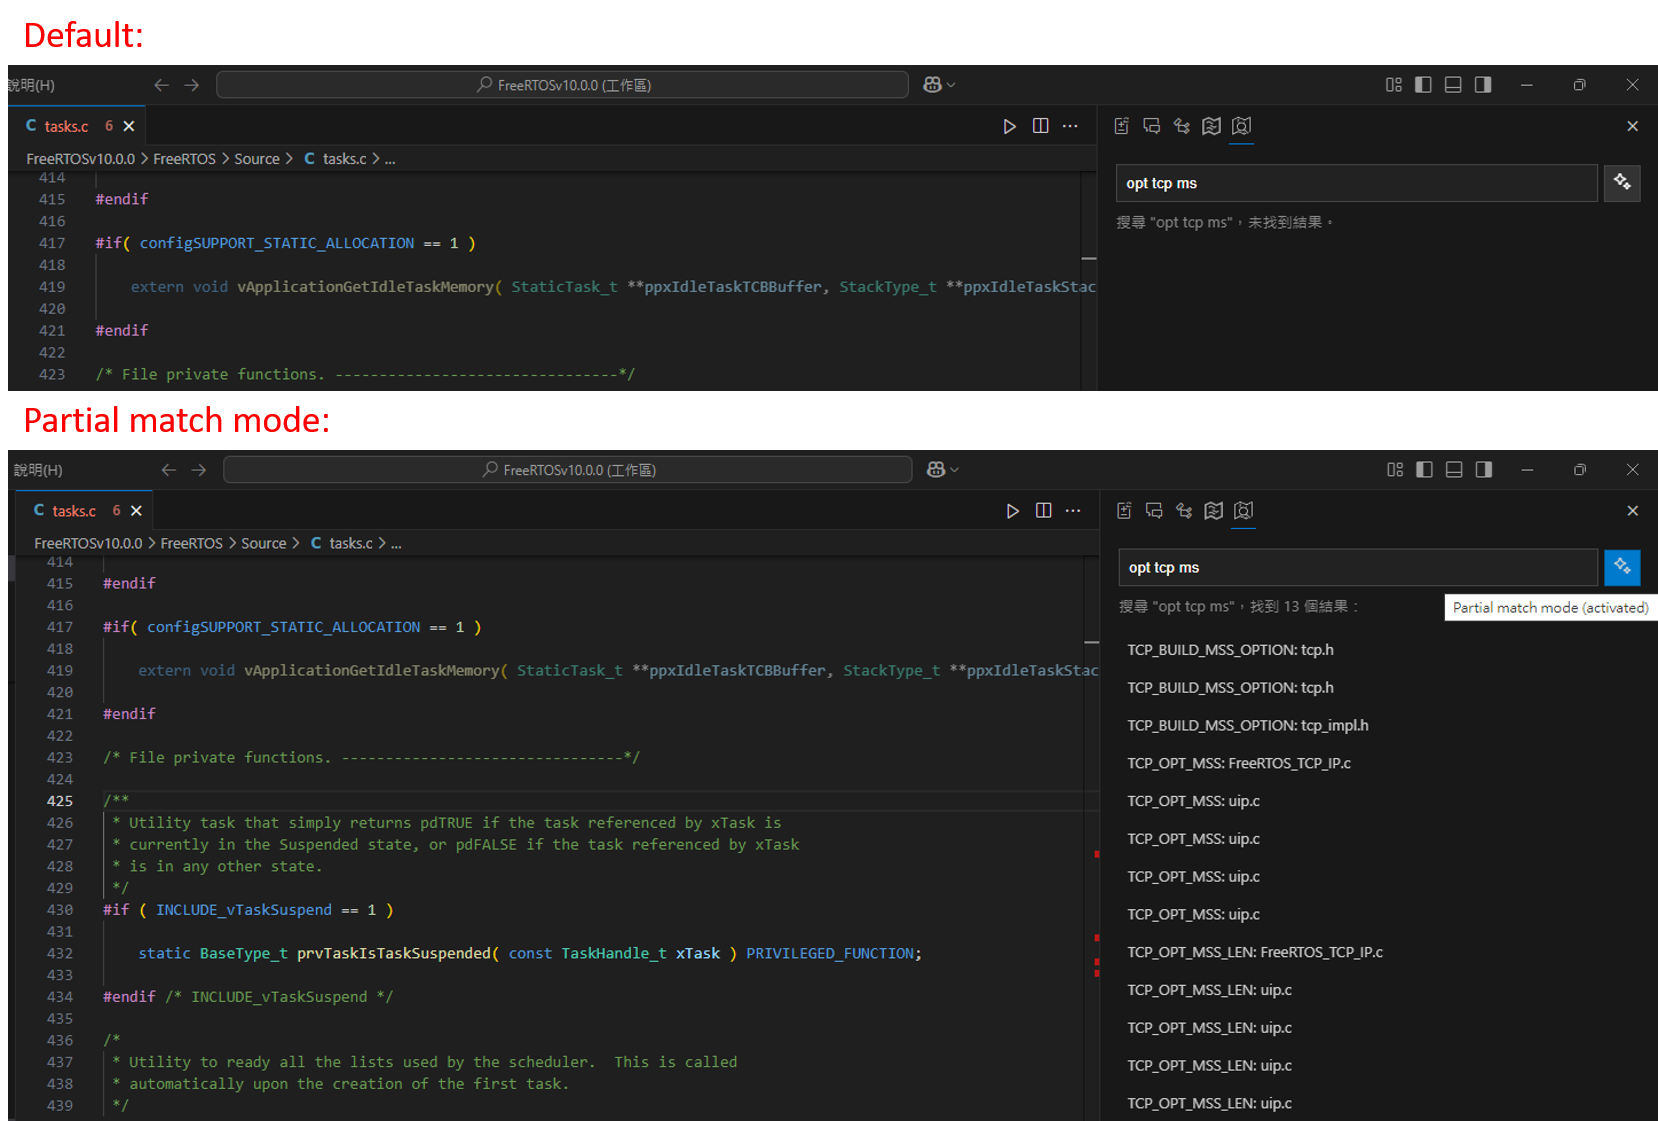 Default:
說明(H)
FreeRTOSv10.0.0 (工作區)
C tasks.c 6
FreeRTOSv10.0.0 > FreeRTOS > Source > C tasks.c > ...
414
415 #endif
416
417 #if( configSUPPORT_STATIC_ALLOCATION == 1 )
418
419 extern void vApplicationGetIdleTaskMemory( StaticTask_t **ppxIdleTaskTCBBuffer, StackType_t **ppxIdleTaskStac
420
421 #endif
422
423 /* File private functions. --------------------------------*/
opt tcp ms
搜尋 "opt tcp ms"，未找到結果。
Partial match mode:
說明(H)
FreeRTOSv10.0.0 (工作區)
C tasks.c 6
FreeRTOSv10.0.0 > FreeRTOS > Source > C tasks.c > ...
414
415 #endif
416
417 #if( configSUPPORT_STATIC_ALLOCATION == 1 )
418
419 extern void vApplicationGetIdleTaskMemory( StaticTask_t **ppxIdleTaskTCBBuffer, StackType_t **ppxIdleTaskStac
420
421 #endif
422
423 /* File private functions. --------------------------------*/
424
425 /**
426 * Utility task that simply returns pdTRUE if the task referenced by xTask is
427 * currently in the Suspended state, or pdFALSE if the task referenced by xTask
428 * is in any other state.
429 */
430 #if ( INCLUDE_vTaskSuspend == 1 )
431
432 static BaseType_t prvTaskIsTaskSuspended( const TaskHandle_t xTask ) PRIVILEGED_FUNCTION;
433
434 #endif /* INCLUDE_vTaskSuspend */
435
436 /*
437 * Utility to ready all the lists used by the scheduler.  This is called
438 * automatically upon the creation of the first task.
439 */
opt tcp ms
搜尋 "opt tcp ms"，找到 13 個結果：
Partial match mode (activated)
TCP_BUILD_MSS_OPTION: tcp.h
TCP_BUILD_MSS_OPTION: tcp.h
TCP_BUILD_MSS_OPTION: tcp_impl.h
TCP_OPT_MSS: FreeRTOS_TCP_IP.c
TCP_OPT_MSS: uip.c
TCP_OPT_MSS: uip.c
TCP_OPT_MSS: uip.c
TCP_OPT_MSS: uip.c
TCP_OPT_MSS_LEN: FreeRTOS_TCP_IP.c
TCP_OPT_MSS_LEN: uip.c
TCP_OPT_MSS_LEN: uip.c
TCP_OPT_MSS_LEN: uip.c
TCP_OPT_MSS_LEN: uip.c